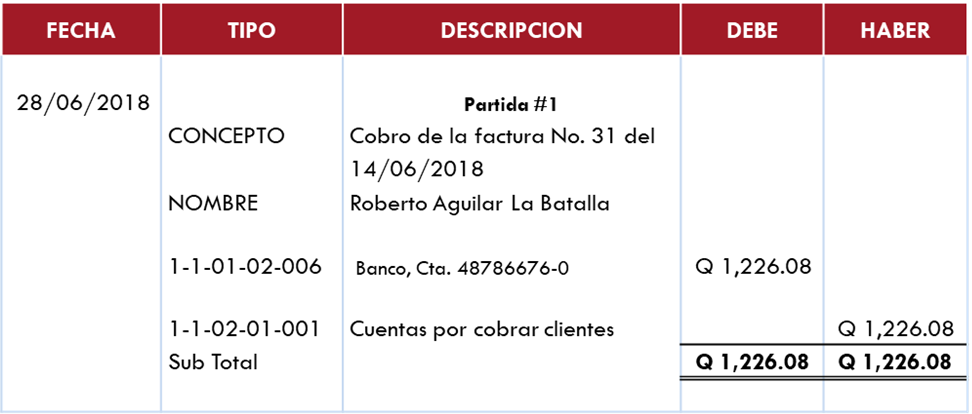 FECHA TIPO DESCRIPCION DEBE HABER
28/06/2018 Partida #1
CONCEPTO Cobro de la factura No. 31 del
14/06/2018
NOMBRE Roberto Aguilar La Batalla
1-1-01-02-006 Banco, Cta. 48786676-0 Q 1,226.08
1-1-02-01-001 Cuentas por cobrar clientes Q 1,226.08
Sub Total Q 1,226.08 Q 1,226.08